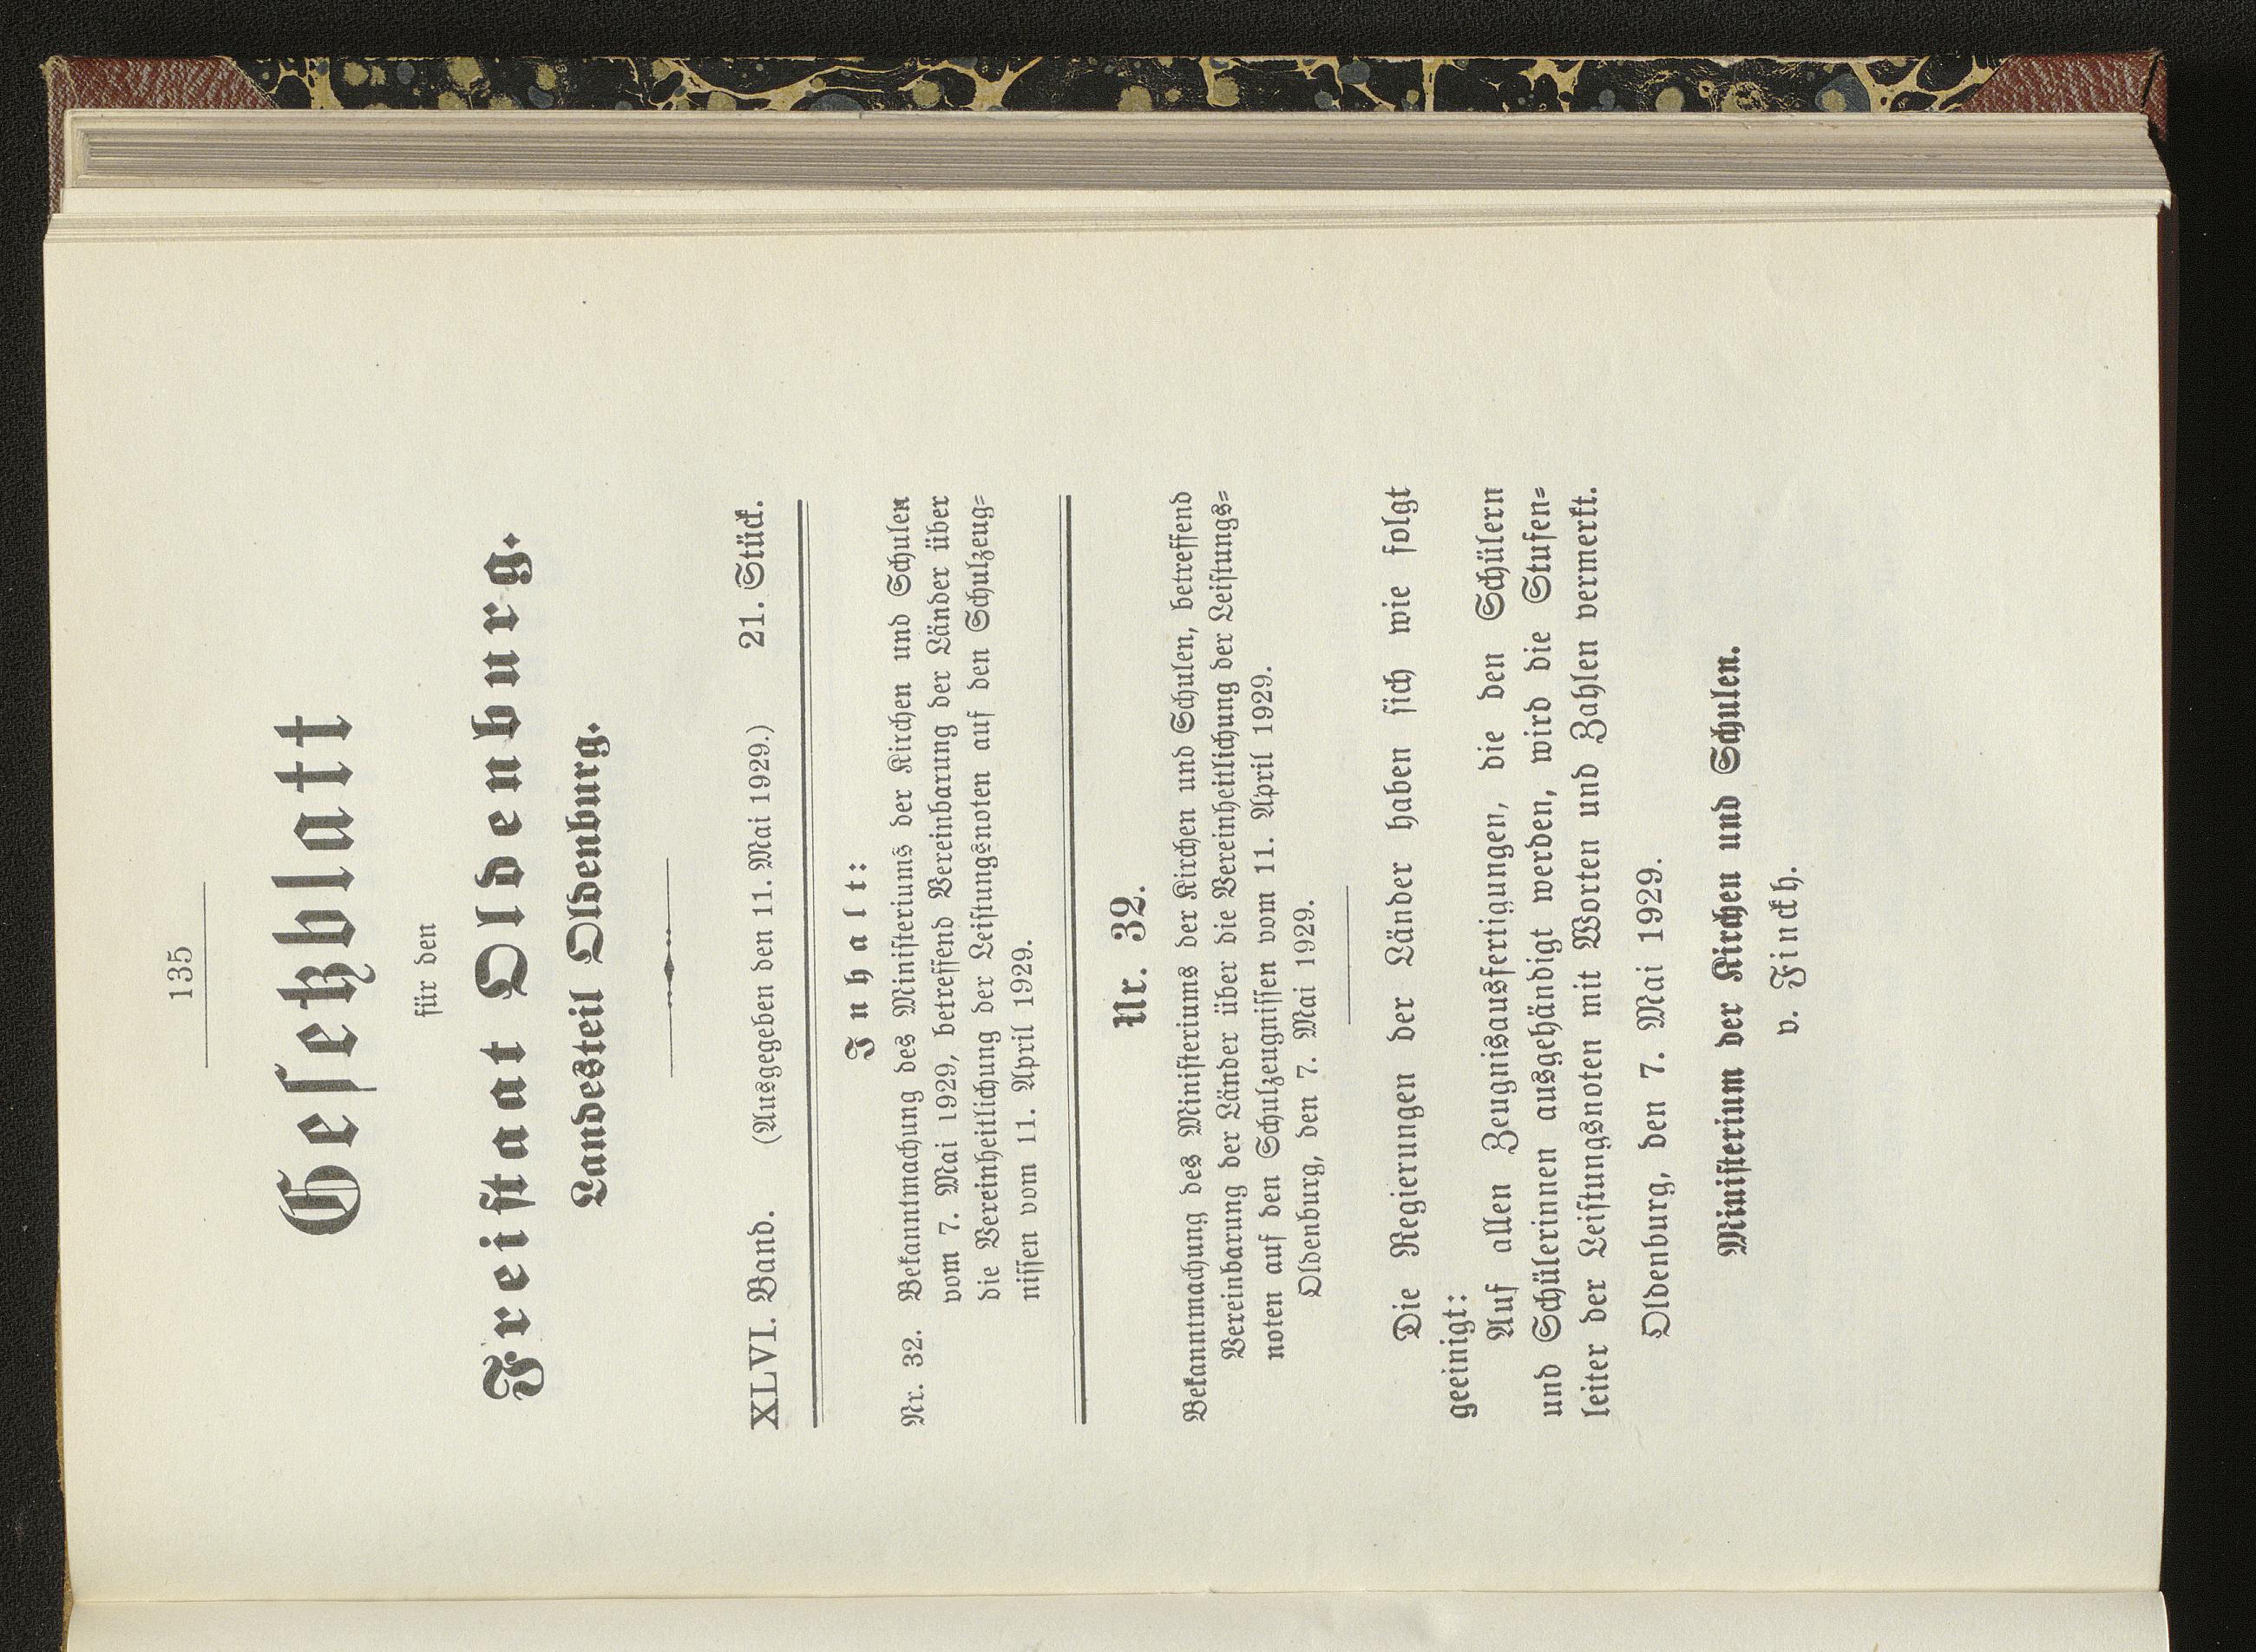 135
Gesetzblatt
für den
Freistaat Oldenburg.
Landesteil Oldenburg.
XLVI. Band. (Ausgegeben den 11. Mai 1929.) 21. Stück.
Inhalt:
Nr. 32. Bekanntmachung des Ministeriums der Kirchen und Schulen
vom 7. Mai 1929, betreffend Vereinbarung der Länder über
die Vereinheitlichung der Leistungsnoten auf den Schulzeug-
nissen vom 11. April 1929.
Nr. 32.
Bekanntmachung des Ministeriums der Kirchen und Schulen, betreffend
Vereinbarung der Länder über die Vereinheitlichung der Leistungs-
noten auf den Schulzeugnissen vom 11. April 1929.
Oldenburg, den 7. Mai 1929.
Die Regierungen der Länder haben sich wie folgt
geeinigt:
Auf allen Zeugnisausfertigungen, die den Schülern
und Schülerinnen ausgehändigt werden, wird die Stufen-
leiter der Leistungsnoten mit Worten und Zahlen vermerkt.
Oldenburg, den 7. Mai 1929.
Ministerium der Kirchen und Schulen.
v. Finckh.